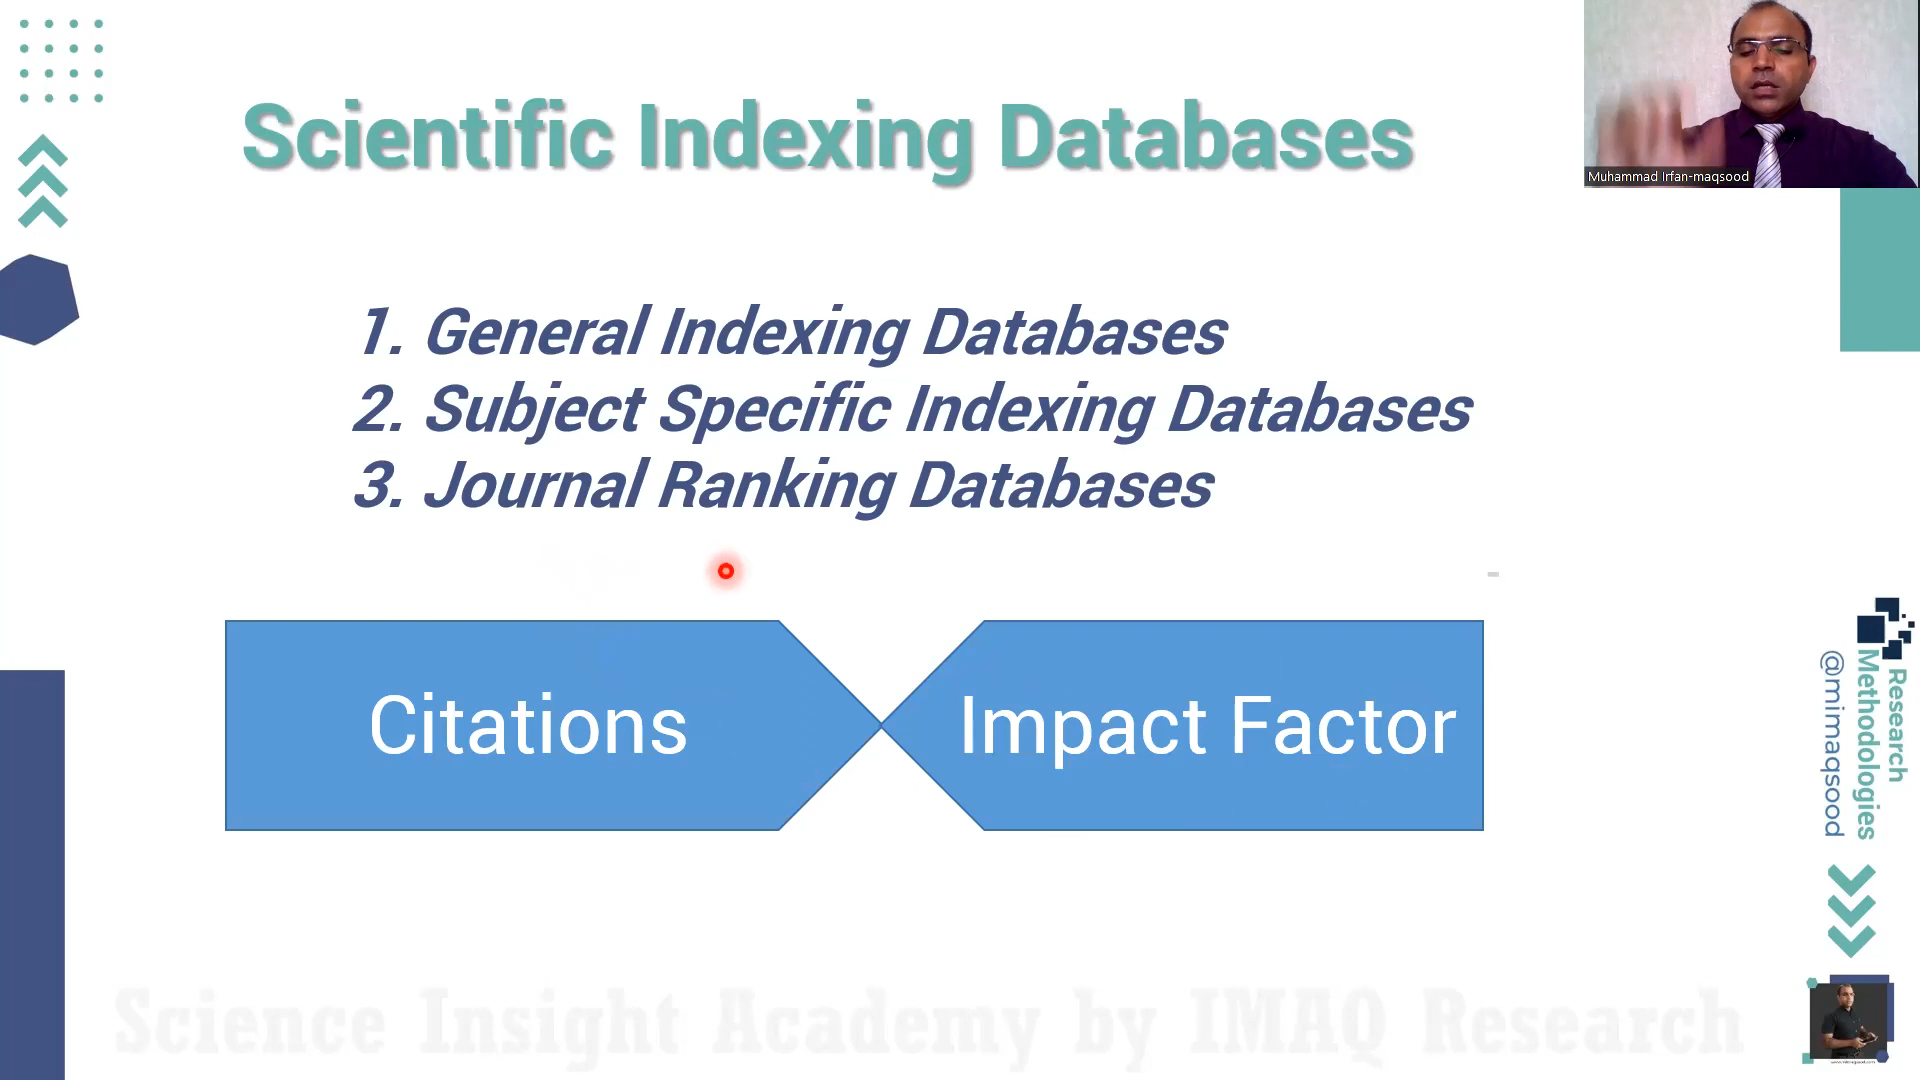 Scientific Indexing Databases
Muhammad Irfan-maqsood
1. General Indexing Databases
2. Subject Specific Indexing Databases
3. Journal Ranking Databases
Citations
Impact Factor
Research
Methodologies
@mimaqsood
Science Insight Academy by IMAQ Research